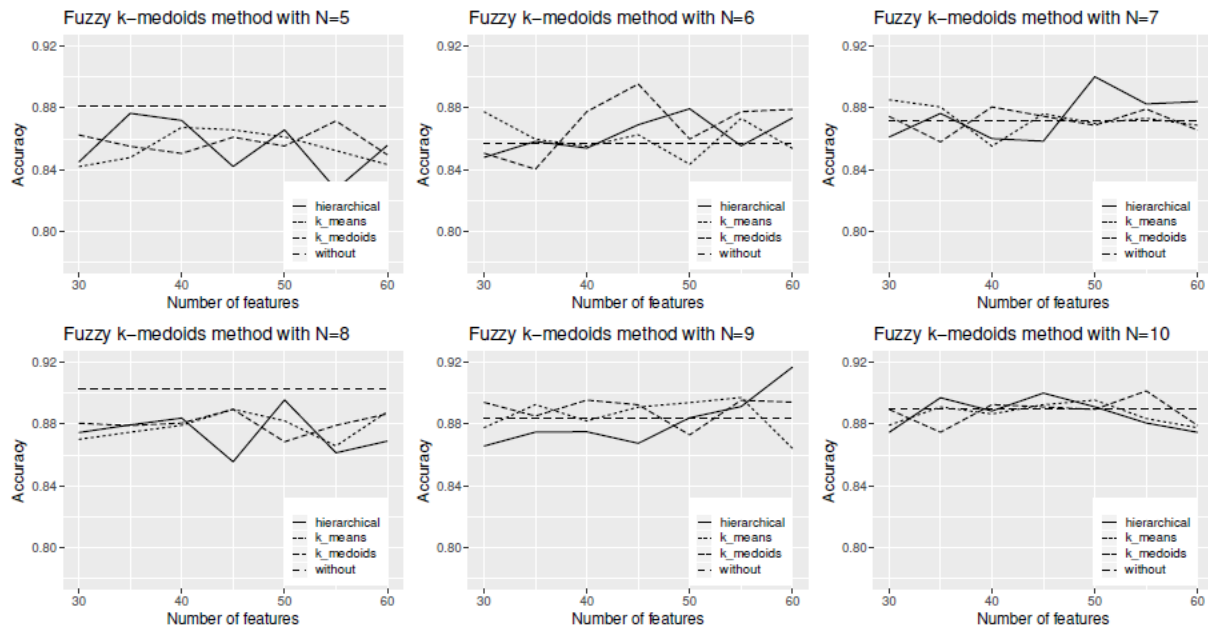 Fuzzy k−medoids method with N=5
0.92
0.88
0.84
0.80
Accuracy
hierarchical
k_means
k_medoids
without
30 40 50 60
Number of features
Fuzzy k−medoids method with N=6
0.92
0.88
0.84
0.80
Accuracy
hierarchical
k_means
k_medoids
without
30 40 50 60
Number of features
Fuzzy k−medoids method with N=7
0.92
0.88
0.84
0.80
Accuracy
hierarchical
k_means
k_medoids
without
30 40 50 60
Number of features
Fuzzy k−medoids method with N=8
0.92
0.88
0.84
0.80
Accuracy
hierarchical
k_means
k_medoids
without
30 40 50 60
Number of features
Fuzzy k−medoids method with N=9
0.92
0.88
0.84
0.80
Accuracy
hierarchical
k_means
k_medoids
without
30 40 50 60
Number of features
Fuzzy k−medoids method with N=10
0.92
0.88
0.84
0.80
Accuracy
hierarchical
k_means
k_medoids
without
30 40 50 60
Number of features